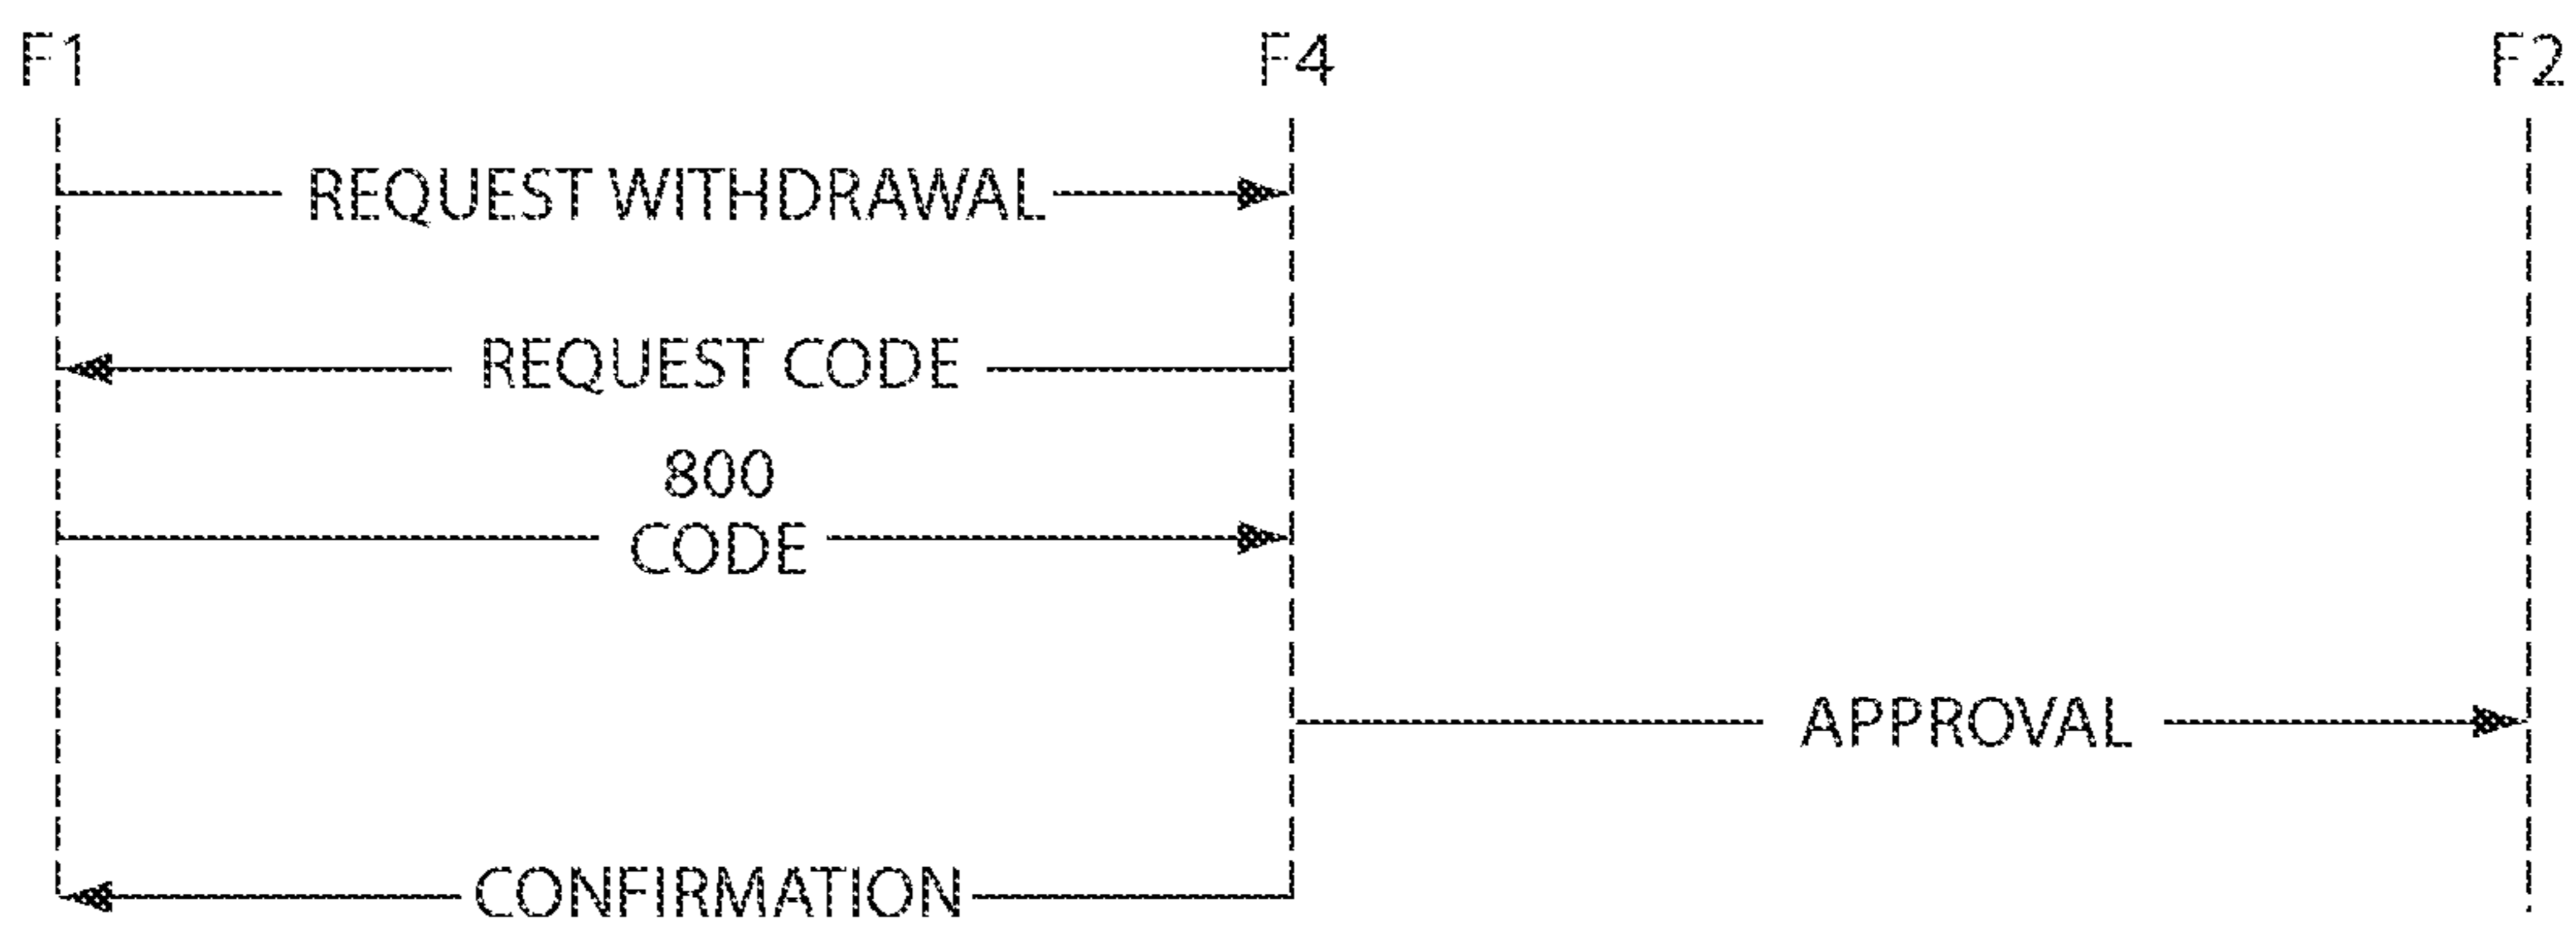 F1 F4 F2
REQUEST WITHDRAWAL
REQUEST CODE
800
CODE
APPROVAL
CONFIRMATION